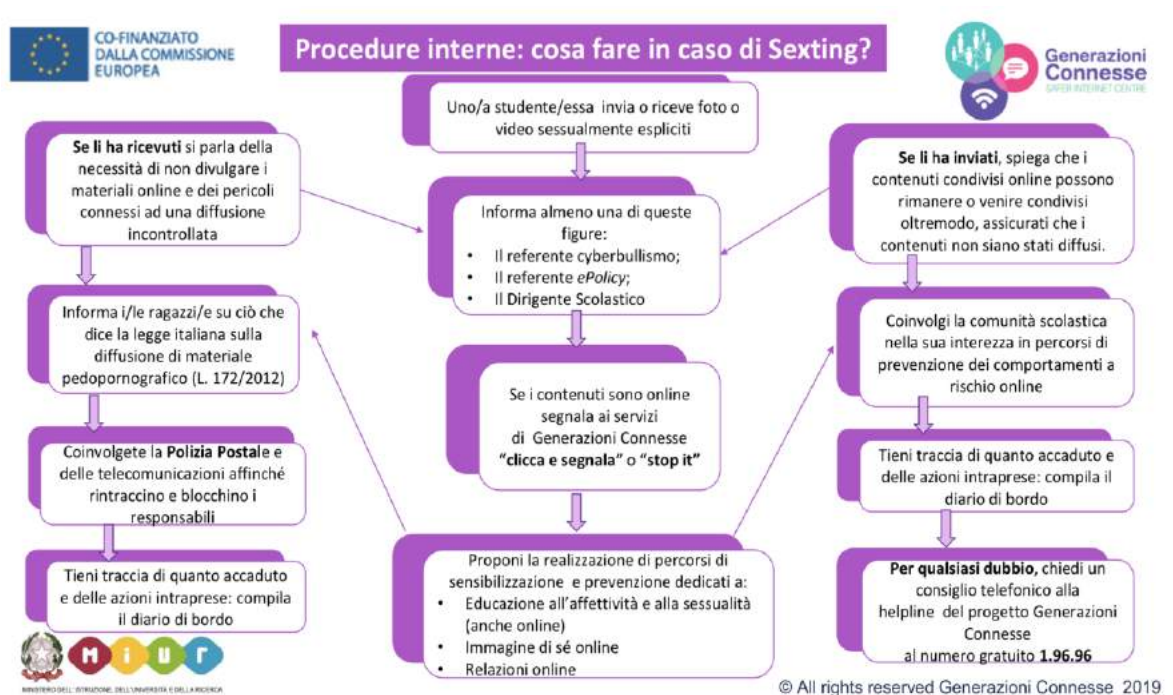 CO-FINANZIATO
DALLA COMMISSIONE
EUROPEA
Procedure interne: cosa fare in caso di Sexting?
Generazioni
Connesse
SAFER INTERNET CENTRE
Uno/a studente/essa invia o riceve foto o
video sessualmente espliciti
Se li ha ricevuti si parla della
necessità di non divulgare i
materiali online e dei pericoli
connessi ad una diffusione
incontrollata
Informa i/le ragazzi/e su ciò che
dice la legge italiana sulla
diffusione di materiale
pedopornografico (L. 172/2012)
Coinvolgete la Polizia Postale e
delle telecomunicazioni affinché
rintraccino e blocchino i
responsabili
Tieni traccia di quanto accaduto
e delle azioni intraprese: compila
il diario di bordo
Informa almeno una di queste
figure:
• Il referente cyberbullismo;
• Il referente ePolicy;
• Il Dirigente Scolastico
Se i contenuti sono online
segnala ai servizi
di Generazioni Connesse
“clicca e segnala” o “stop it”
Proponi la realizzazione di percorsi di
sensibilizzazione e prevenzione dedicati a:
• Educazione all’affettività e alla sessualità
(anche online)
• Immagine di sé online
• Relazioni online
Se li ha inviati, spiega che i
contenuti condivisi online possono
rimanere o venire condivisi
oltremodo, assicurati che i
contenuti non siano stati diffusi.
Coinvolgi la comunità scolastica
nella sua interezza in percorsi di
prevenzione dei comportamenti a
rischio online
Tieni traccia di quanto accaduto e
delle azioni intraprese: compila il
diario di bordo
Per qualsiasi dubbio, chiedi un
consiglio telefonico alla
helpline del progetto Generazioni
Connesse
al numero gratuito 1.96.96
MIUr
MINISTERO DELL'ISTRUZIONE, DELL'UNIVERSITÀ E DELLA RICERCA
© All rights reserved Generazioni Connesse 2019